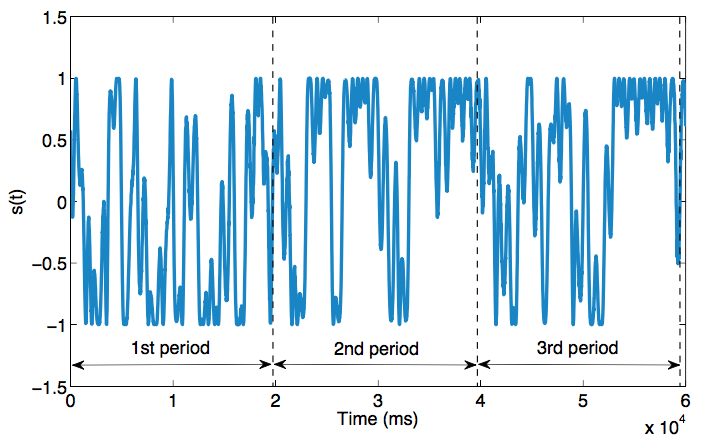 1.5
1
0.5
s(t)
0
−0.5
−1
1st period 2nd period 3rd period
−1.5
0 1 2 3 4 5 6
Time (ms)
x 10^4